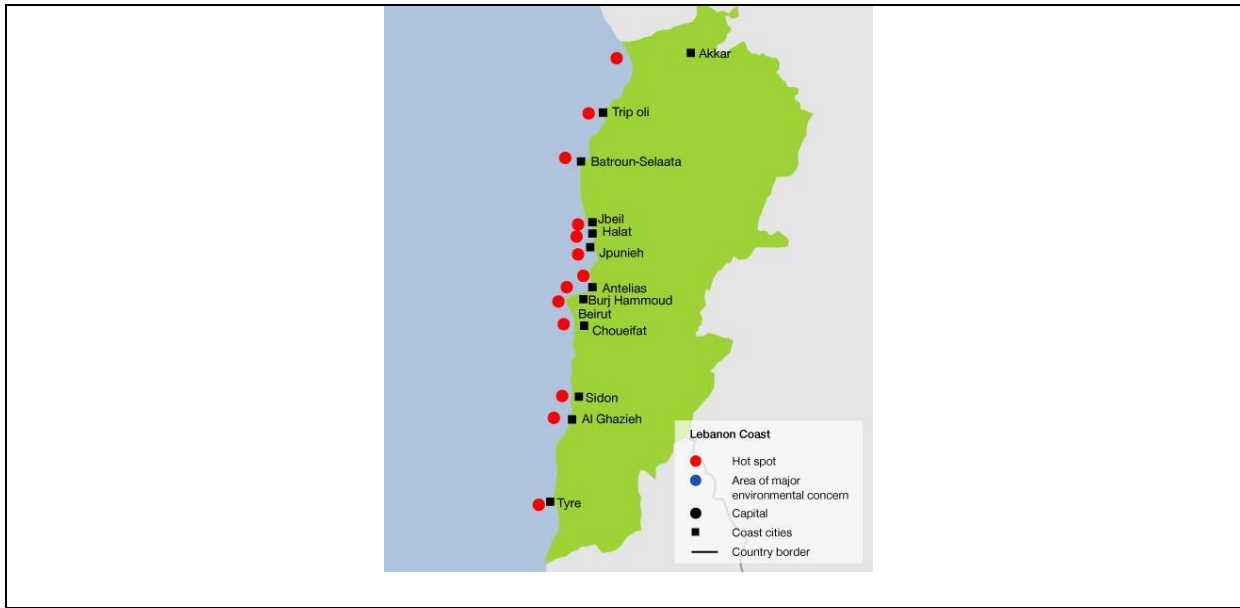 Akkar
Trip oli
Batroun-Selaata
Jbeil
Halat
Jpunieh
Antelias
Burj Hammoud
Beirut
Choueifat
Sidon
Al Ghazieh
Tyre
Lebanon Coast
Hot spot
Area of major
environmental concern
Capital
Coast cities
Country border